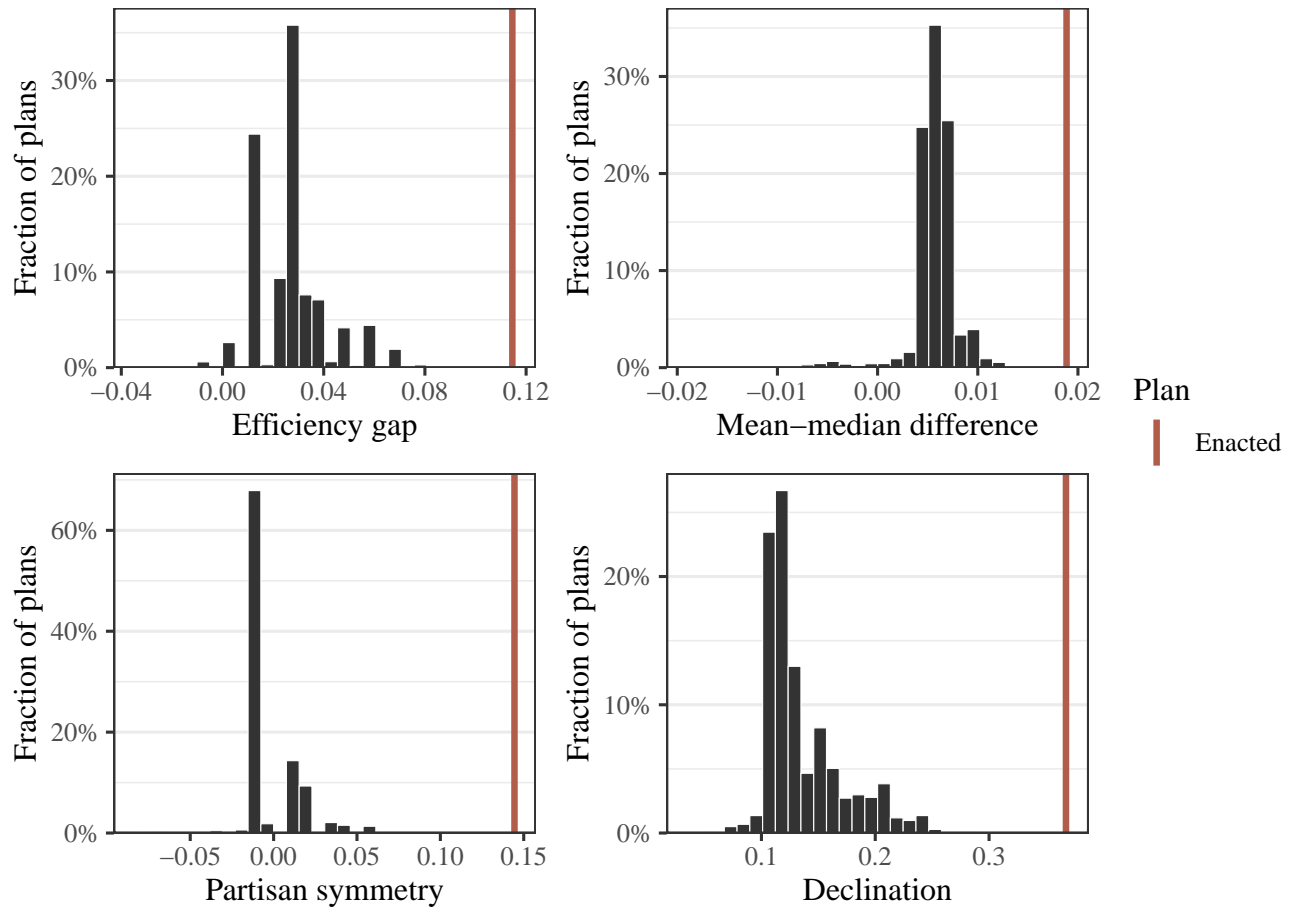 Fraction of plans
30%
20%
10%
0%
−0.04 0.00 0.04 0.08 0.12
Efficiency gap
Fraction of plans
30%
20%
10%
0%
−0.02 −0.01 0.00 0.01 0.02
Mean−median difference
Fraction of plans
60%
40%
20%
0%
−0.05 0.00 0.05 0.10 0.15
Partisan symmetry
Fraction of plans
20%
10%
0%
0.1 0.2 0.3
Declination
Plan
Enacted